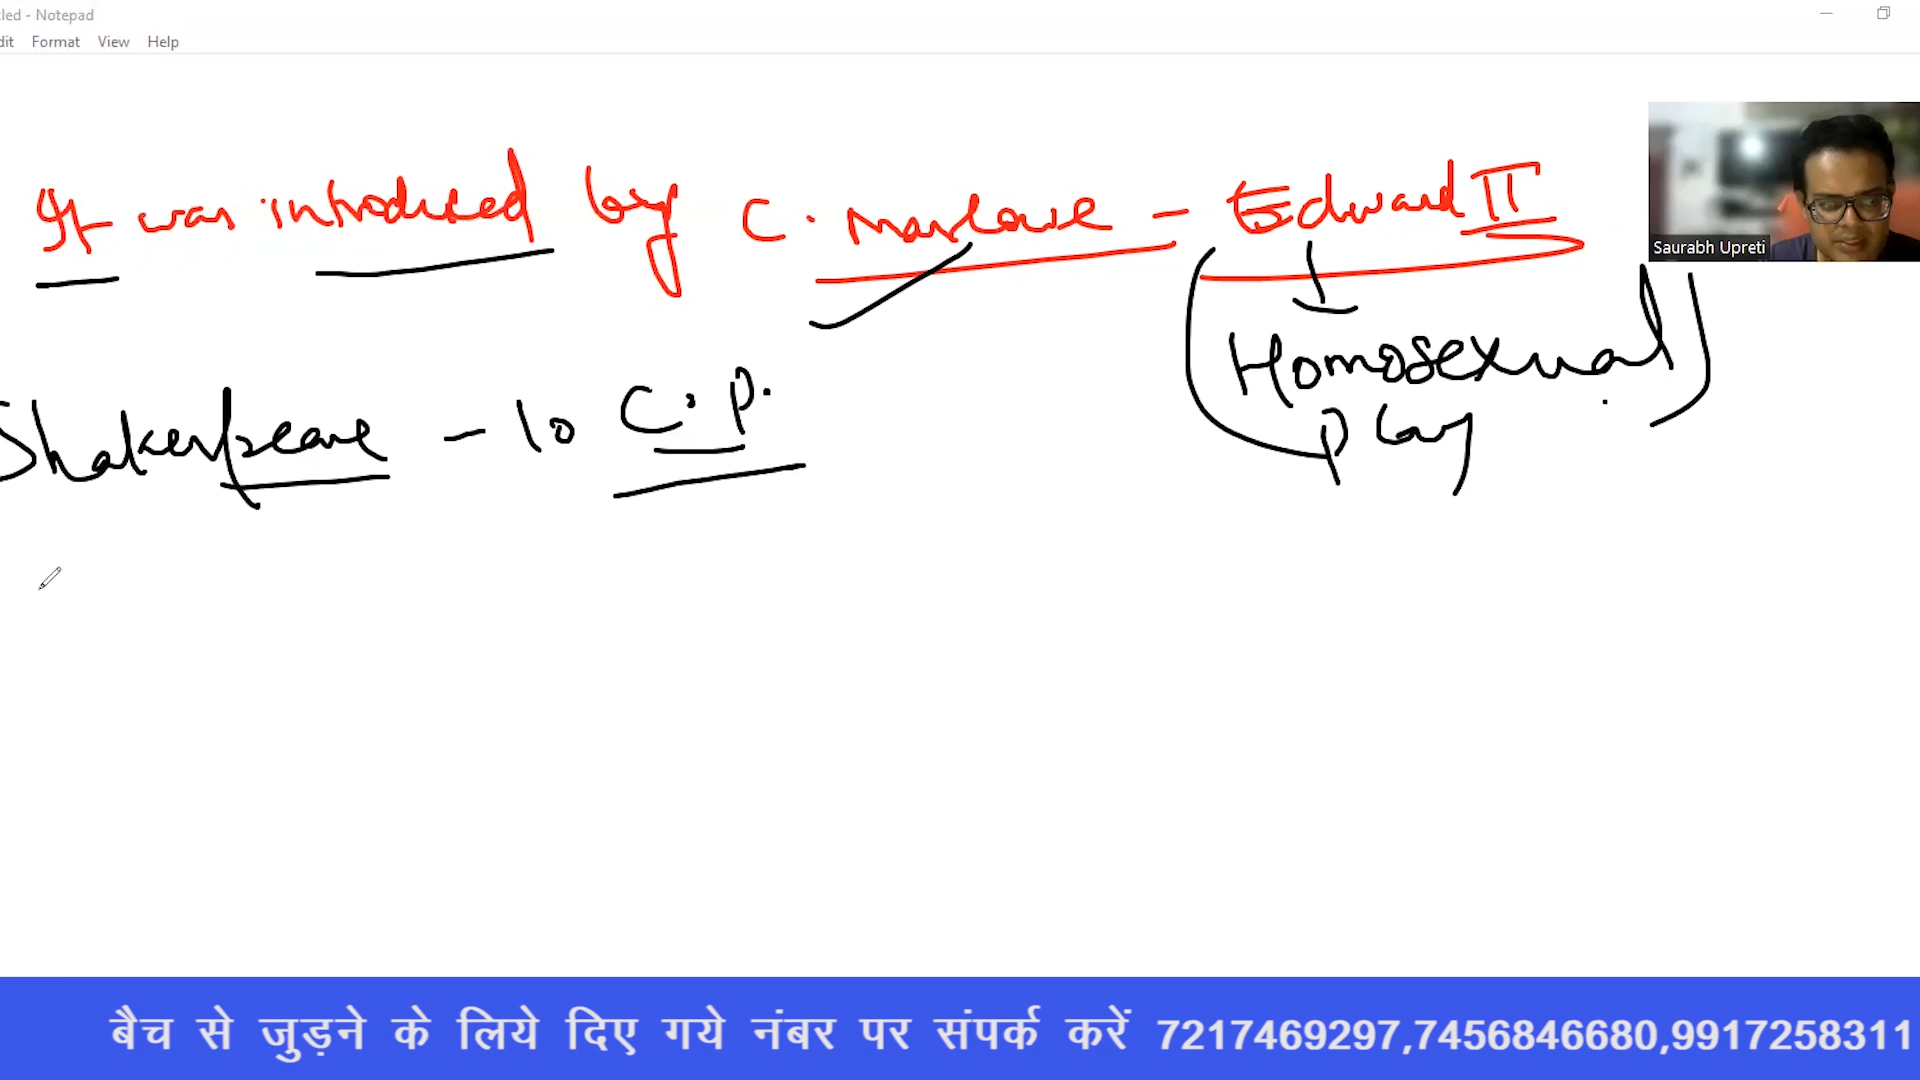 led - Notepad
dit Format View Help
It was introduced by C. Marlowe - Edward II
Saurabh Upreti
Homosexual
play
Shakespeare - 10 C.P.
बैच से जुड़ने के लिये दिए गये नंबर पर संपर्क करें 7217469297,7456846680,9917258311